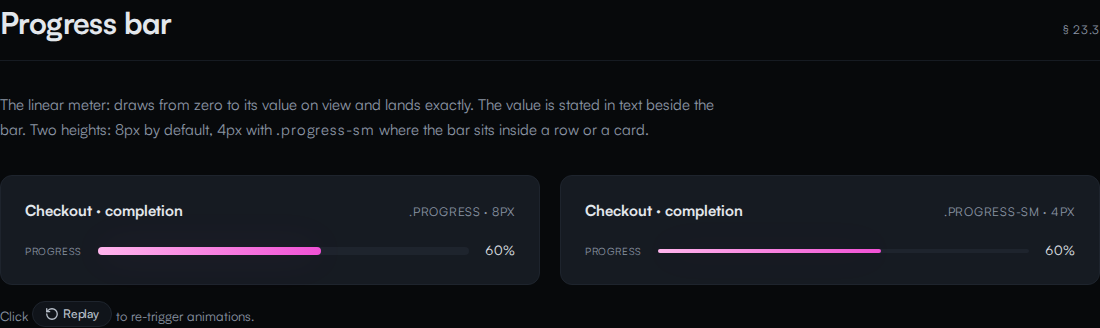 Progress bar
§ 23.3
The linear meter: draws from zero to its value on view and lands exactly. The value is stated in text beside the
bar. Two heights: 8px by default, 4px with .progress-sm where the bar sits inside a row or a card.
Checkout · completion .PROGRESS · 8PX
PROGRESS 60%
Checkout · completion .PROGRESS-SM · 4PX
PROGRESS 60%
Click Replay to re-trigger animations.